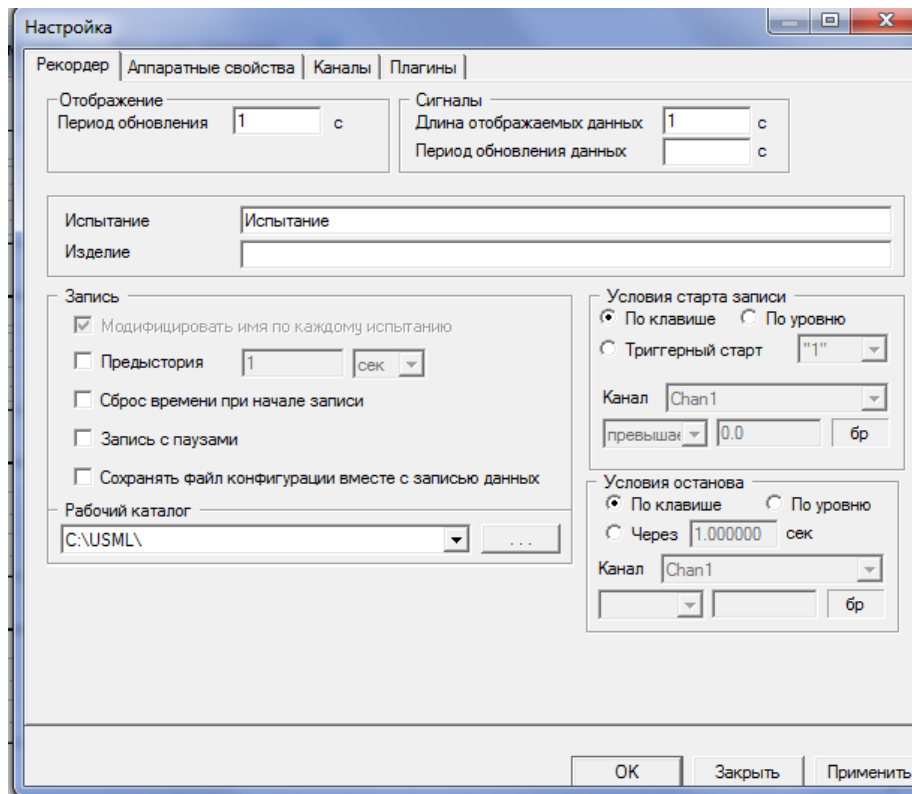 Настройка
Рекордер Аппаратные свойства Каналы Плагины
Отображение
Период обновления 1 с
Сигналы
Длина отображаемых данных 1 с
Период обновления данных с
Испытание Испытание
Изделие
Запись
Модифицировать имя по каждому испытанию
Предыстория 1 сек
Сброс времени при начале записи
Запись с паузами
Сохранять файл конфигурации вместе с записью данных
Рабочий каталог
C:\USML\ ...
Условия старта записи
По клавише По уровню
Триггерный старт "1"
Канал Chan1
превышае 0.0 бр
Условия останова
По клавише По уровню
Через 1.000000 сек
Канал Chan1
бр
OK Закрыть Применить